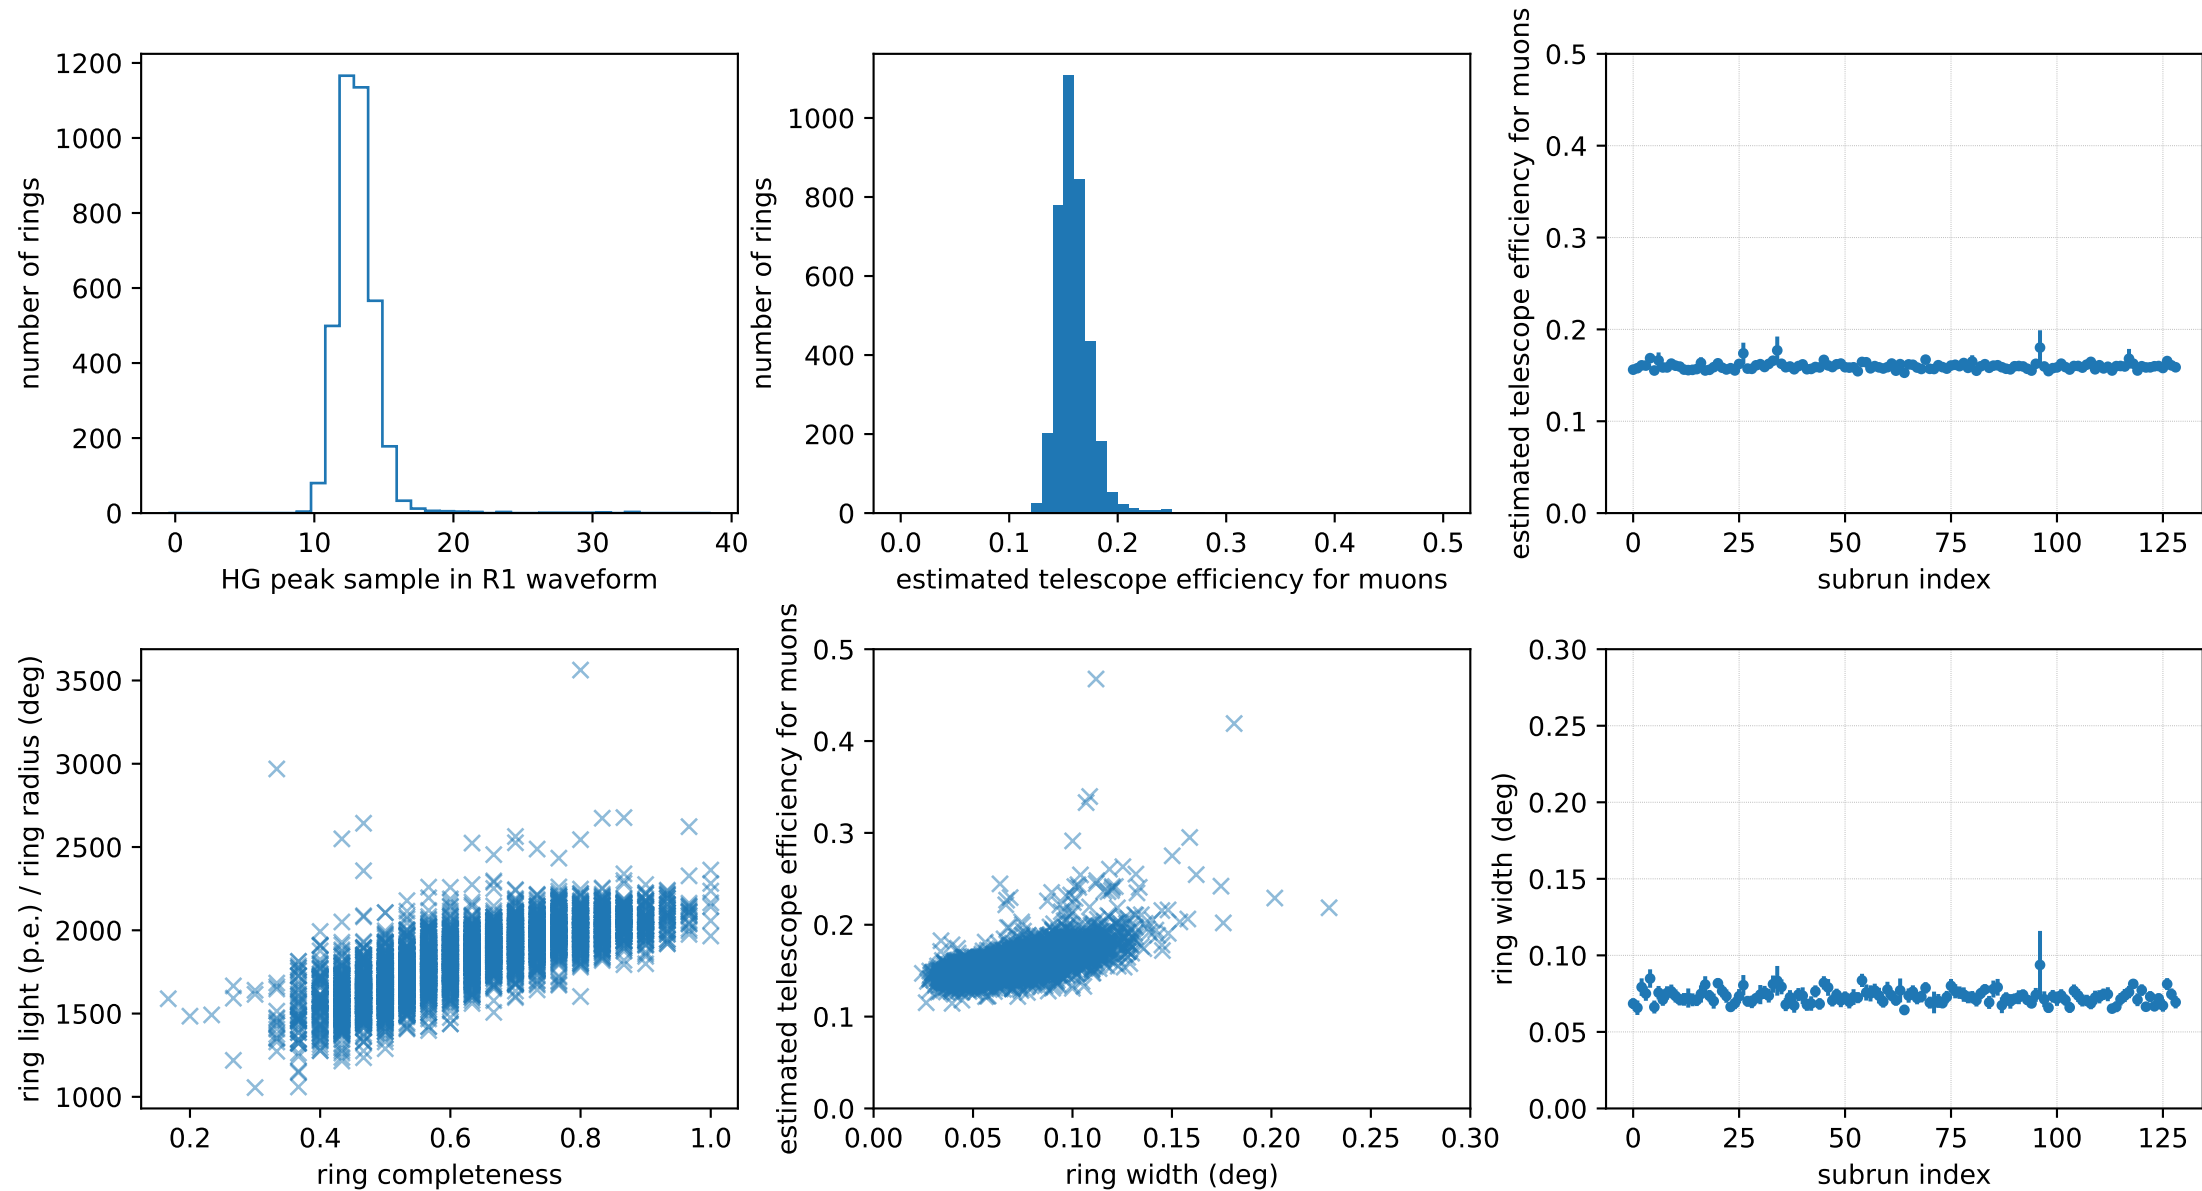 number of rings
1200
1000
800
600
400
200
0
0 10 20 30 40
HG peak sample in R1 waveform
number of rings
1000
800
600
400
200
0
0.0 0.1 0.2 0.3 0.4 0.5
estimated telescope efficiency for muons
estimated telescope efficiency for muons
0.5
0.4
0.3
0.2
0.1
0.0
0 25 50 75 100 125
subrun index
ring light (p.e.) / ring radius (deg)
3500
3000
2500
2000
1500
1000
0.2 0.4 0.6 0.8 1.0
ring completeness
estimated telescope efficiency for muons
0.5
0.4
0.3
0.2
0.1
0.0
0.00 0.05 0.10 0.15 0.20 0.25 0.30
ring width (deg)
ring width (deg)
0.30
0.25
0.20
0.15
0.10
0.05
0.00
0 25 50 75 100 125
subrun index